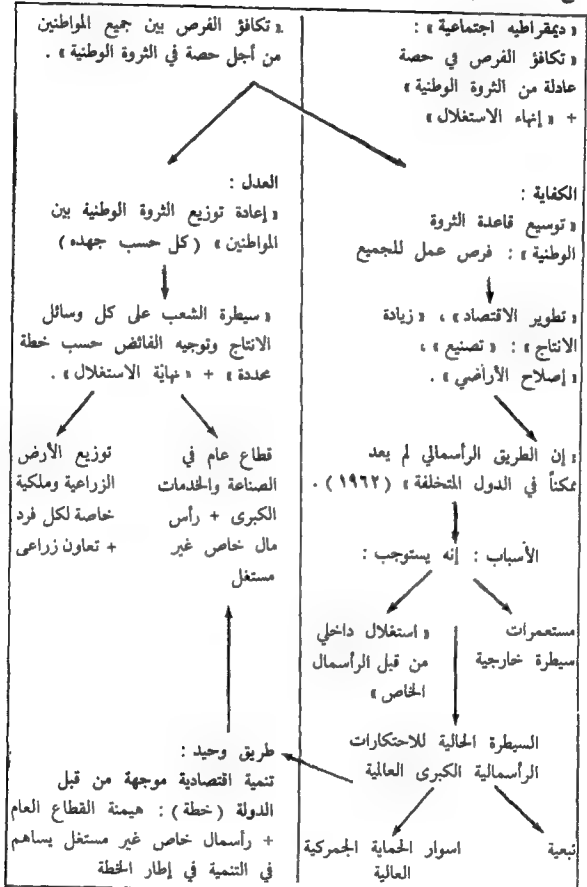 « ديمقراطيه اجتماعية » :
« تكافؤ الفرص في حصة
عادلة من الثروة الوطنية »
+ « إنهاء الاستغلال »
« تكافؤ الفرص بين جميع المواطنين
من أجل حصة في الثروة الوطنية » .
الكفاية :
« توسيع قاعدة الثروة
الوطنية » : فرص عمل للجميع
« تطوير الاقتصاد » ، « زيادة
الانتاج » : « تصنيع » ،
« إصلاح الأراضي » .
« إن الطريق الرأسمالي لم يعد
ممكناً في الدول المتخلفة » (١٩٦٢) .
الأسباب : إنه يستوجب :
مستعمرات
سيطرة خارجية
« استغلال داخلي
من قبل الرأسمال
الخاص »
السيطرة الحالية للاحتكارات
الرأسمالية الكبرى العالمية
تبعية
اسوار الحماية الجمركية
العالية
العدل :
« إعادة توزيع الثروة الوطنية بين
المواطنين » (كل حسب جهده)
« سيطرة الشعب على كل وسائل
الانتاج وتوجيه الفائض حسب خطة
محددة » + « نهاية الاستغلال » .
قطاع عام في
الصناعة والخدمات
الكبرى + رأس
مال خاص غير
مستغل
توزيع الأرض
الزراعية وملكية
خاصة لكل فرد
+ تعاون زراعى
طريق وحيد :
تنمية اقتصادية موجهة من قبل
الدولة (خطة) : هيمنة القطاع العام
+ رأسمال خاص غير مستغل يساهم
في التنمية في إطار الخطة